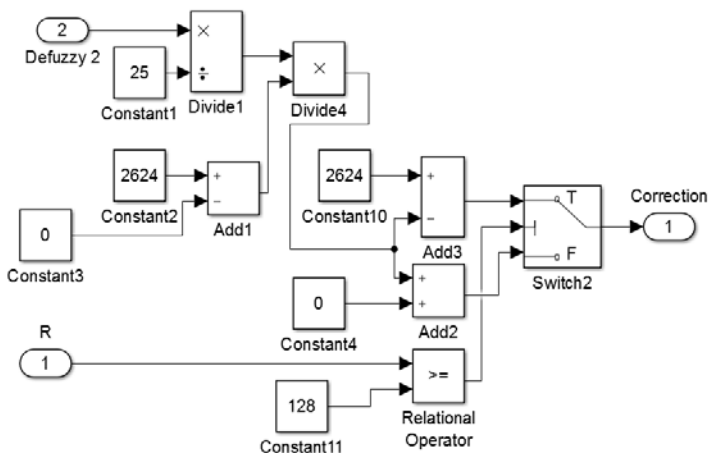 2
Defuzzy 2
×
÷
Divide1
25
Constant1
×
Divide4
2624
Constant2
+
−
Add1
0
Constant3
2624
Constant10
+
−
Add3
+
+
Add2
0
Constant4
T
F
Switch2
Correction
1
R
1
>=
Relational
Operator
128
Constant11